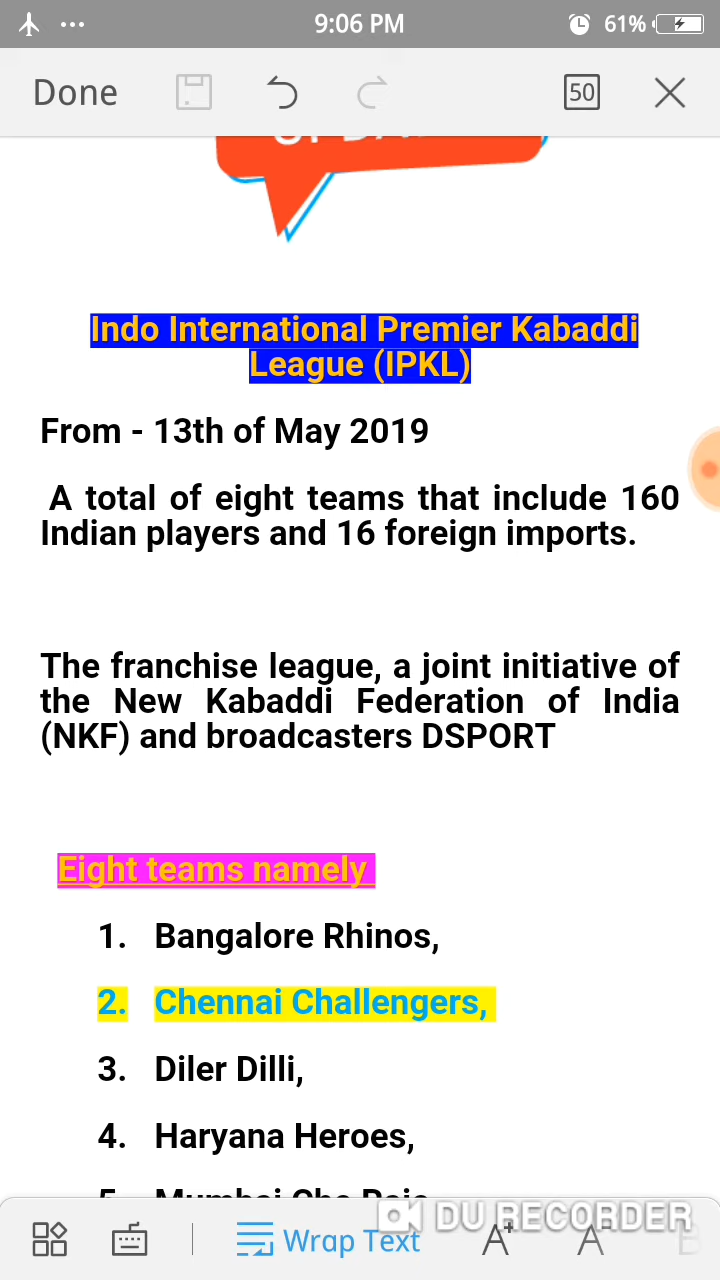 9:06 PM
61%
Done
50
Indo International Premier Kabaddi
League (IPKL)
From - 13th of May 2019
A total of eight teams that include 160
Indian players and 16 foreign imports.
The franchise league, a joint initiative of
the New Kabaddi Federation of India
(NKF) and broadcasters DSPORT
Eight teams namely
1. Bangalore Rhinos,
2. Chennai Challengers,
3. Diler Dilli,
4. Haryana Heroes,
DU RECORDER
Wrap Text
A+
A-
B